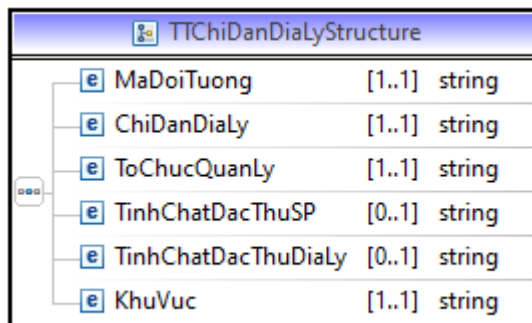 TTChiDanDiaLyStructure
e MaDoiTuong [1..1] string
e ChiDanDiaLy [1..1] string
e ToChucQuanLy [1..1] string
e TinhChatDacThuSP [0..1] string
e TinhChatDacThuDiaLy [0..1] string
e KhuVuc [1..1] string